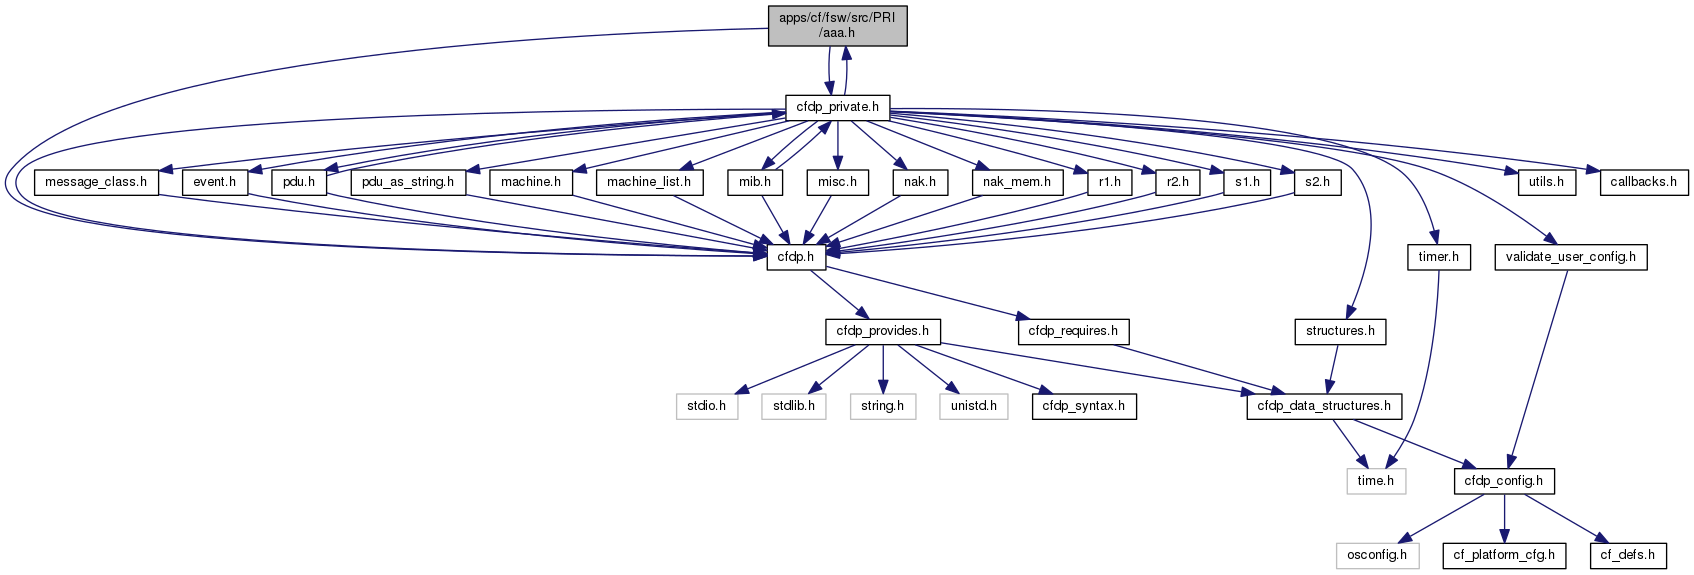 apps/cf/fsw/src/PRI
/aaa.h
cfdp_private.h
message_class.h
event.h
pdu.h
pdu_as_string.h
machine.h
machine_list.h
mib.h
misc.h
nak.h
nak_mem.h
r1.h
r2.h
s1.h
s2.h
utils.h
callbacks.h
cfdp.h
timer.h
validate_user_config.h
cfdp_provides.h
cfdp_requires.h
structures.h
stdio.h
stdlib.h
string.h
unistd.h
cfdp_syntax.h
cfdp_data_structures.h
time.h
cfdp_config.h
osconfig.h
cf_platform_cfg.h
cf_defs.h